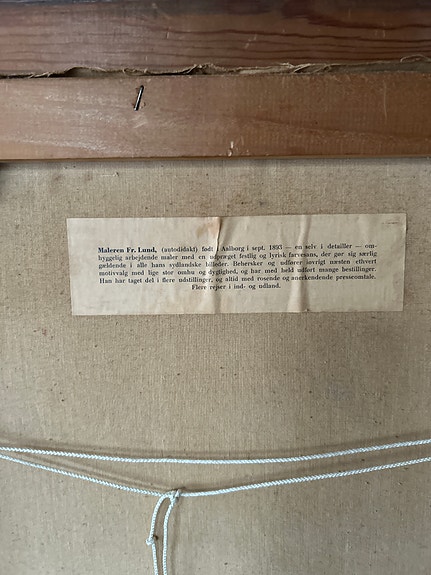 Maleren Fr. Lund, (autodidakt) født i Aalborg i sept. 1893 — en selv i detailler — om-
hyggelig arbejdende maler med en udpræget festlig og lyrisk farvesans, der gør sig særlig
gældende i alle hans sydlandske billeder. Behersker og udfører iøvrigt næsten ethvert
motivvalg med lige stor omhu og dygtighed, og har med held udført mange bestillinger.
Han har taget del i flere udstillinger, og altid med rosende og anerkendende presseomtale.
Flere rejser i ind- og udland.